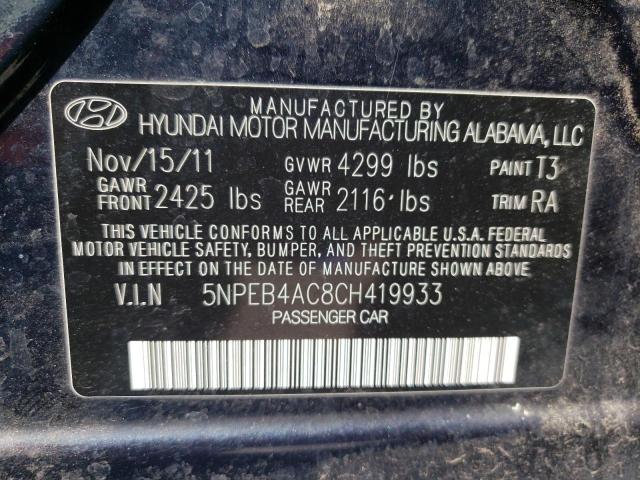 MANUFACTURED BY
HYUNDAI MOTOR MANUFACTURING ALABAMA, LLC
Nov/15/11 GVWR 4299 lbs PAINT T3
GAWR FRONT 2425 lbs GAWR REAR 2116 lbs TRIM RA
THIS VEHICLE CONFORMS TO ALL APPLICABLE U.S.A. FEDERAL
MOTOR VEHICLE SAFETY, BUMPER, AND THEFT PREVENTION STANDARDS
IN EFFECT ON THE DATE OF MANUFACTURE SHOWN ABOVE.
V.I.N 5NPEB4AC8CH419933
PASSENGER CAR